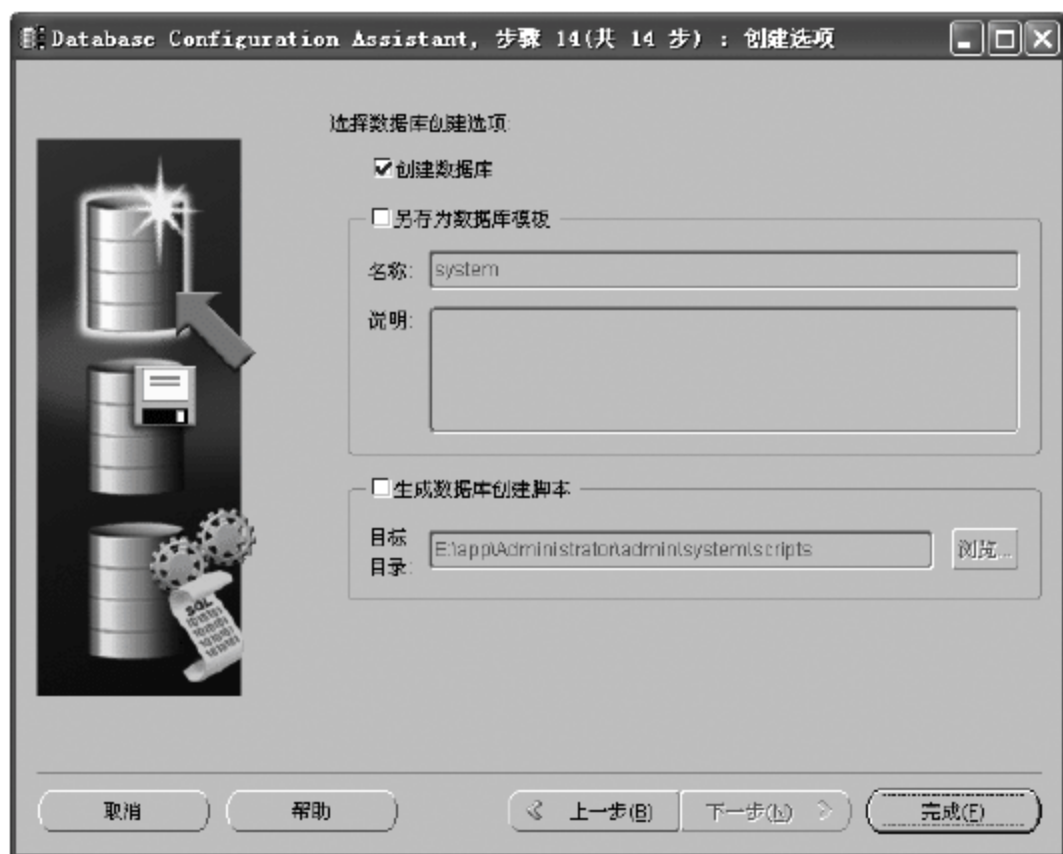 Database Configuration Assistant, 步骤 14(共 14 步) : 创建选项
选择数据库创建选项:
创建数据库
另存为数据库模板
名称: system
说明:
生成数据库创建脚本
目标
目录: E:\app\Administrator\admin\system\scripts 浏览...
SQL
取消 帮助 上一步(B) 下一步(N) 完成(F)